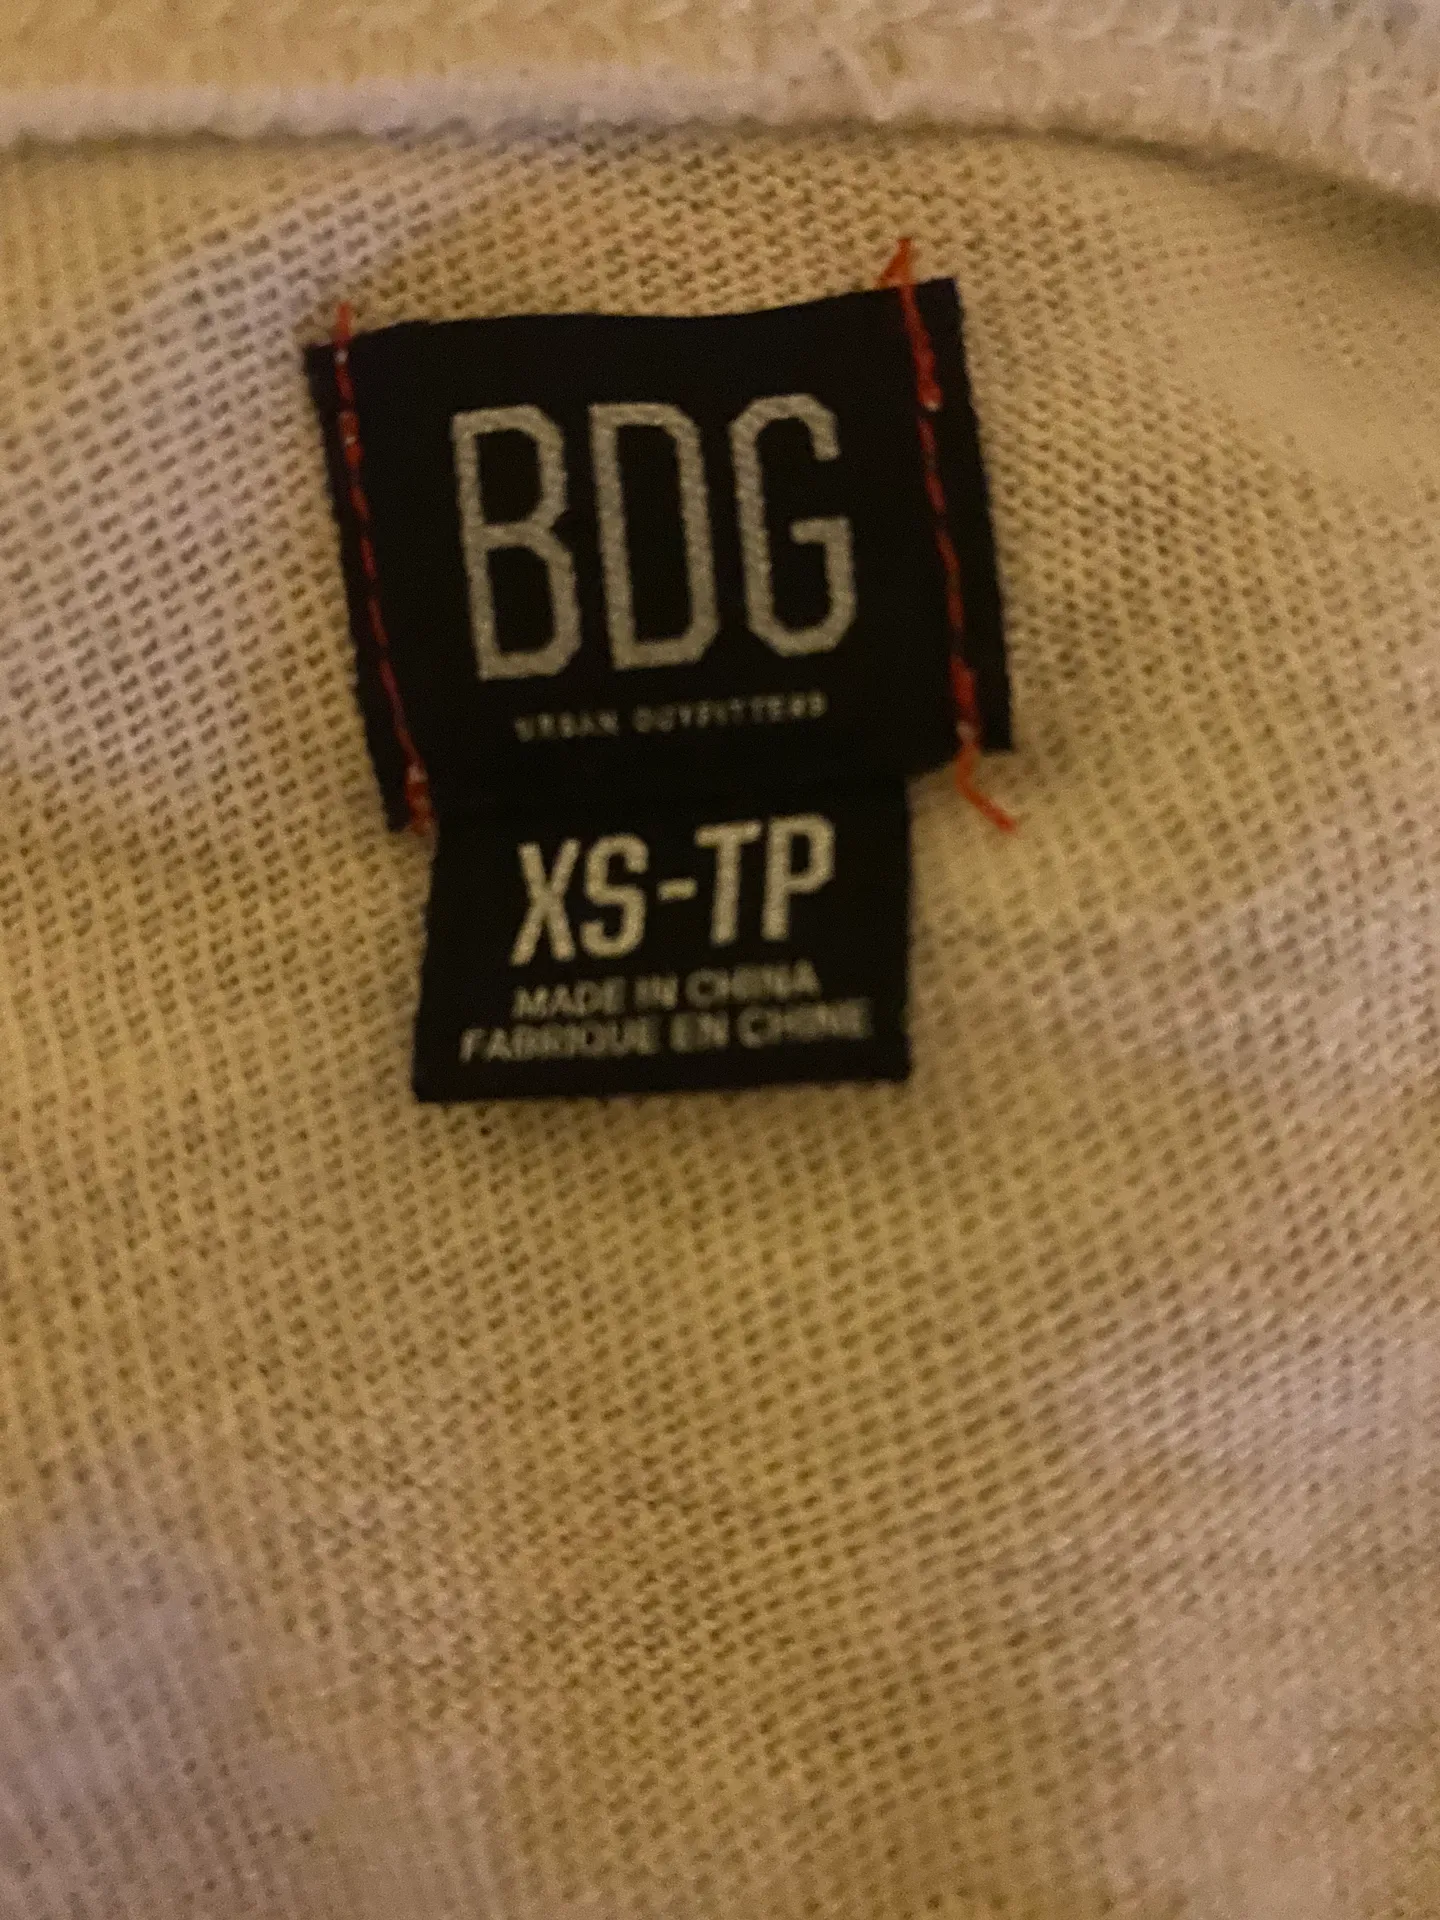 BDG
URBAN OUTFITTERS
XS-TP
MADE IN CHINA
FABRIQUE EN CHINE